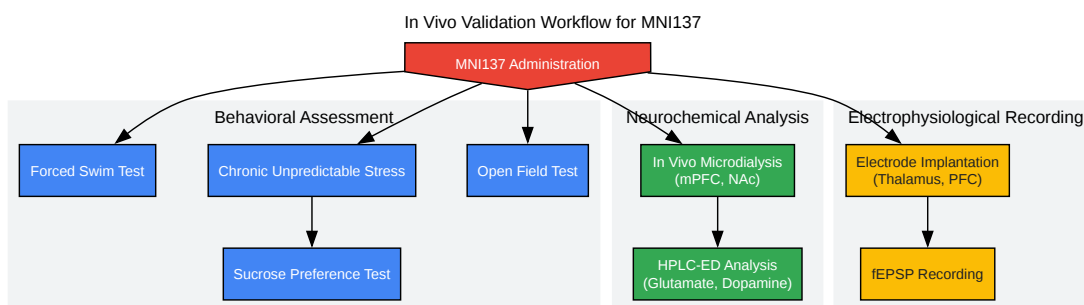 In Vivo Validation Workflow for MNI137
MNI137 Administration
Behavioral Assessment
Neurochemical Analysis
Electrophysiological Recording
Forced Swim Test
Chronic Unpredictable Stress
Open Field Test
In Vivo Microdialysis
(mPFC, NAc)
Electrode Implantation
(Thalamus, PFC)
Sucrose Preference Test
HPLC-ED Analysis
(Glutamate, Dopamine)
fEPSP Recording